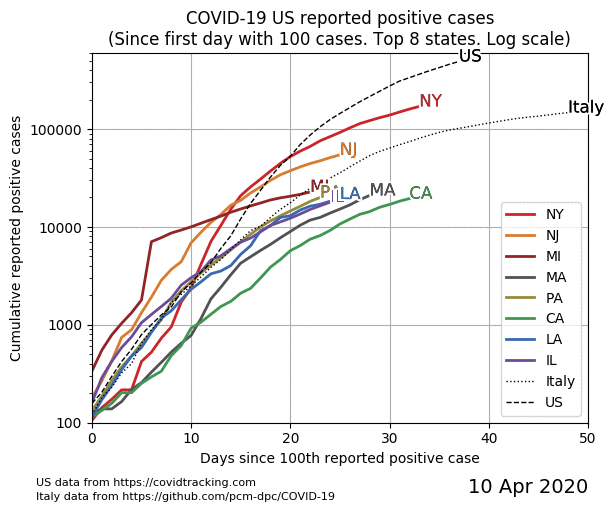 COVID-19 US reported positive cases
(Since first day with 100 cases. Top 8 states. Log scale)
US
NY
Italy
NJ
MI
PA
IL
LA
MA
CA
100000
10000
1000
100
Cumulative reported positive cases
NY
NJ
MI
MA
PA
CA
LA
IL
Italy
US
0 10 20 30 40 50
Days since 100th reported positive case
US data from https://covidtracking.com
Italy data from https://github.com/pcm-dpc/COVID-19
10 Apr 2020